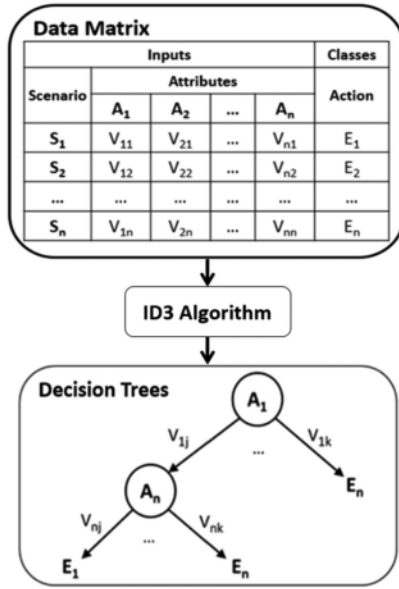 Data Matrix
Inputs Classes
Scenario Attributes Action
A1 A2 ... An
S1 V11 V21 ... Vn1 E1
S2 V12 V22 ... Vn2 E2
... ... ... ... ... ...
Sn V1n V2n ... Vnn En
ID3 Algorithm
Decision Trees
A1
V1j V1k
...
An En
Vnj Vnk
...
E1 En